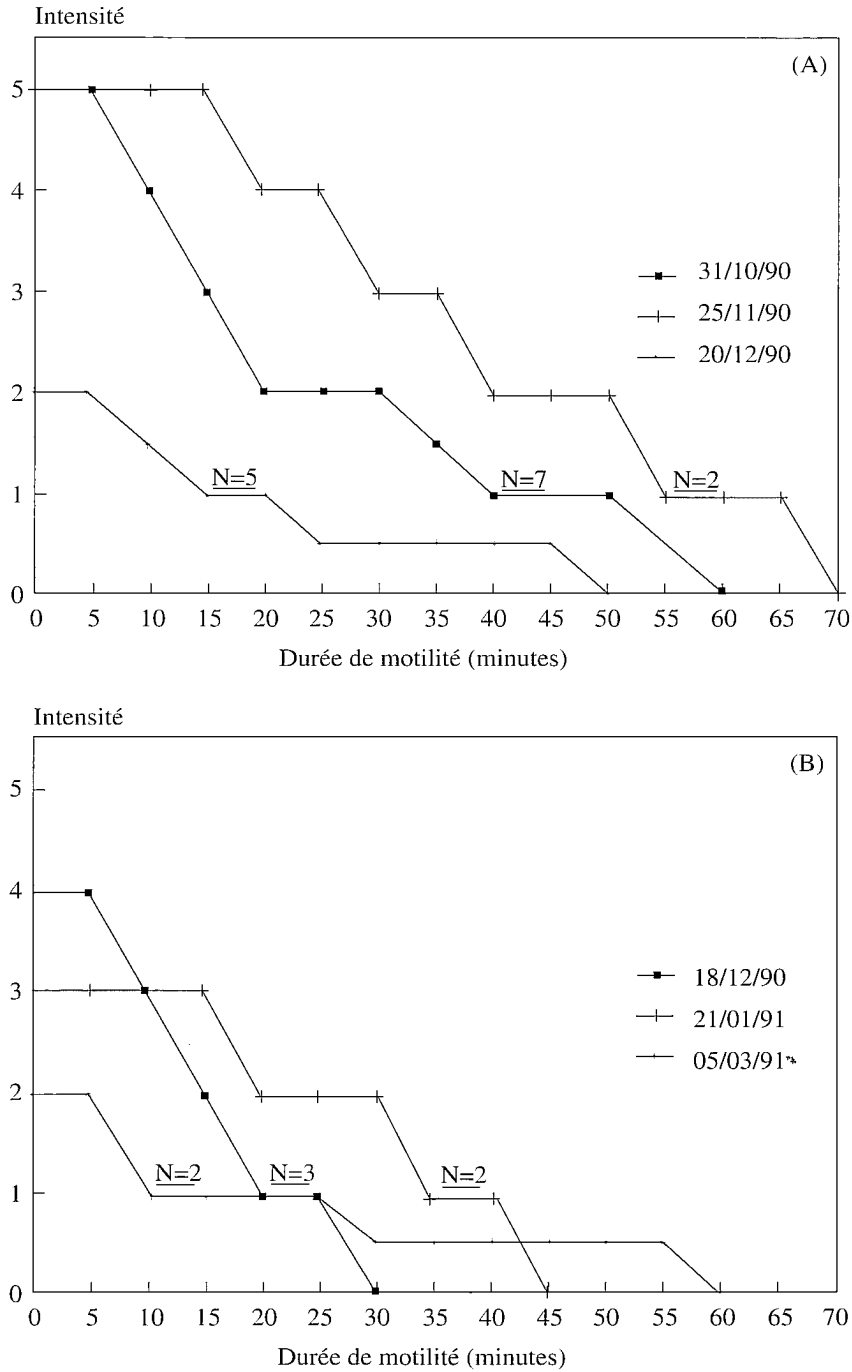 Intensité
(A)
5
4
3
2
1
0
31/10/90
25/11/90
20/12/90
N=5
N=7
N=2
0 5 10 15 20 25 30 35 40 45 50 55 60 65 70
Durée de motilité (minutes)
Intensité
(B)
5
4
3
2
1
0
18/12/90
21/01/91
05/03/91
N=2
N=3
N=2
0 5 10 15 20 25 30 35 40 45 50 55 60 65 70
Durée de motilité (minutes)